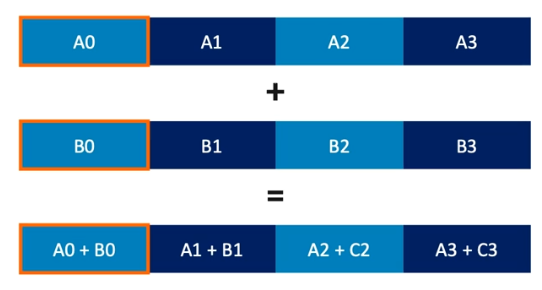 A0 A1 A2 A3
+
B0 B1 B2 B3
=
A0 + B0 A1 + B1 A2 + C2 A3 + C3